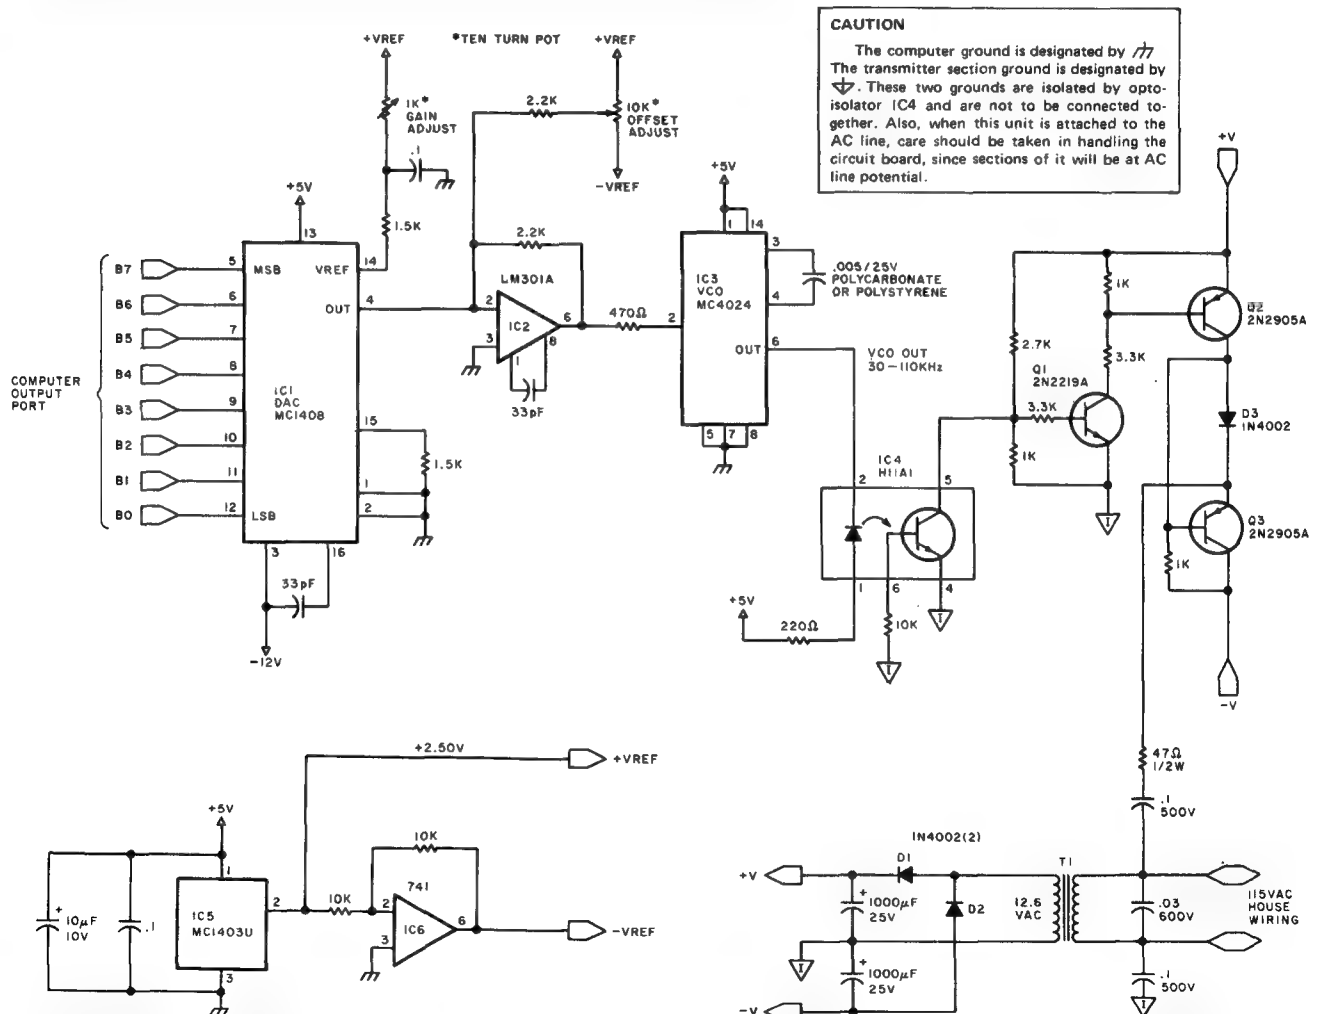 +VREF
*TEN TURN POT
+VREF
1K*
GAIN
ADJUST
2.2K
10K*
OFFSET
ADJUST
.1
-VREF
CAUTION
The computer ground is designated by
The transmitter section ground is designated by
. These two grounds are isolated by opto-
isolator IC4 and are not to be connected to-
gether. Also, when this unit is attached to the
AC line, care should be taken in handling the
circuit board, since sections of it will be at AC
line potential.
+5V
13
1.5K
COMPUTER
OUTPUT
PORT
B7
B6
B5
B4
B3
B2
B1
B0
5
6
7
8
9
10
11
12
MSB
VREF
14
OUT
4
IC1
DAC
MC1408
15
1.5K
1
2
LSB
3
16
33pF
-12V
2.2K
LM301A
2
3
IC2
6
1
8
33pF
470Ω
+5V
1
14
2
IC3
VCO
MC4024
3
4
.005/25V
POLYCARBONATE
OR POLYSTYRENE
OUT
6
5
7
8
VCO OUT
30-110KHz
IC4
H11A1
2
5
1
6
4
+5V
220Ω
10K
I
I
2.7K
1K
3.3K
Q1
2N2219A
3.3K
1K
I
+V
Q2
2N2905A
D3
1N4002
Q3
2N2905A
1K
-V
47Ω
1/2W
.1
500V
+2.50V
+VREF
+5V
1
10µF
10V
+
.1
IC5
MC1403U
2
3
10K
10K
741
2
3
IC6
6
-VREF
1N4002(2)
+V
D1
D2
+
1000µF
25V
+
1000µF
25V
I
-V
12.6
VAC
T1
.03
600V
115VAC
HOUSE
WIRING
.1
500V
I